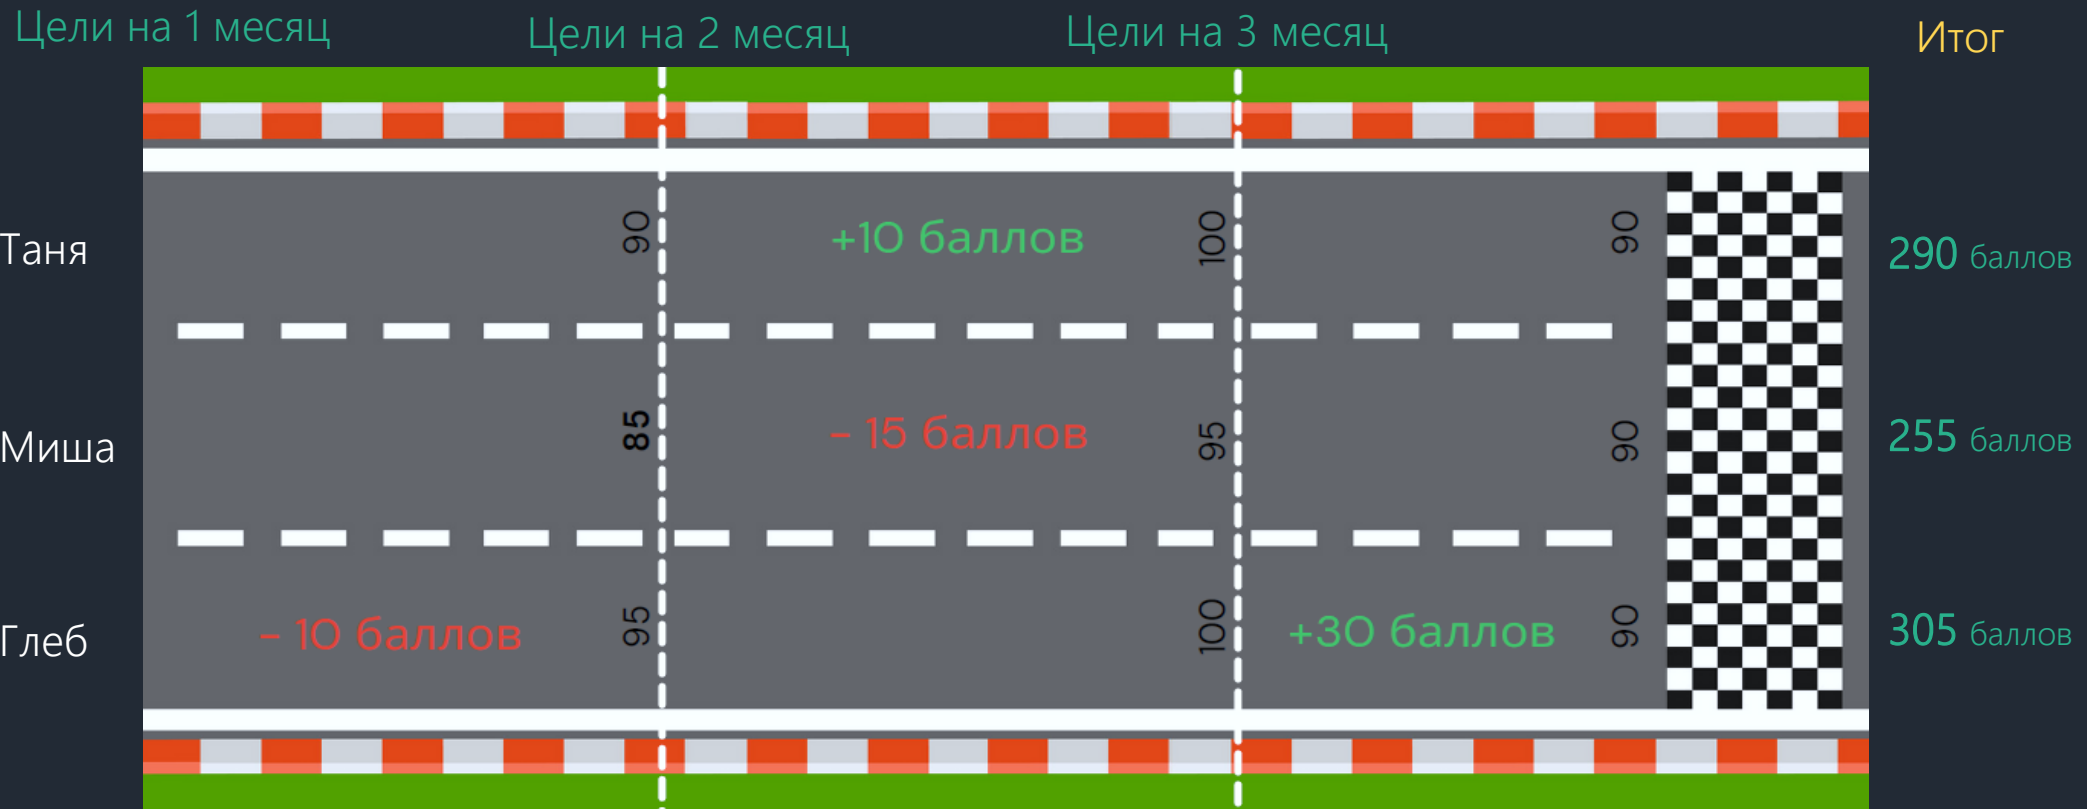 Цели на 1 месяц
Цели на 2 месяц
Цели на 3 месяц
Итог
Таня
90
+10 баллов
100
90
290 баллов
Миша
85
- 15 баллов
95
90
255 баллов
Глеб
- 10 баллов
95
100
+30 баллов
90
305 баллов